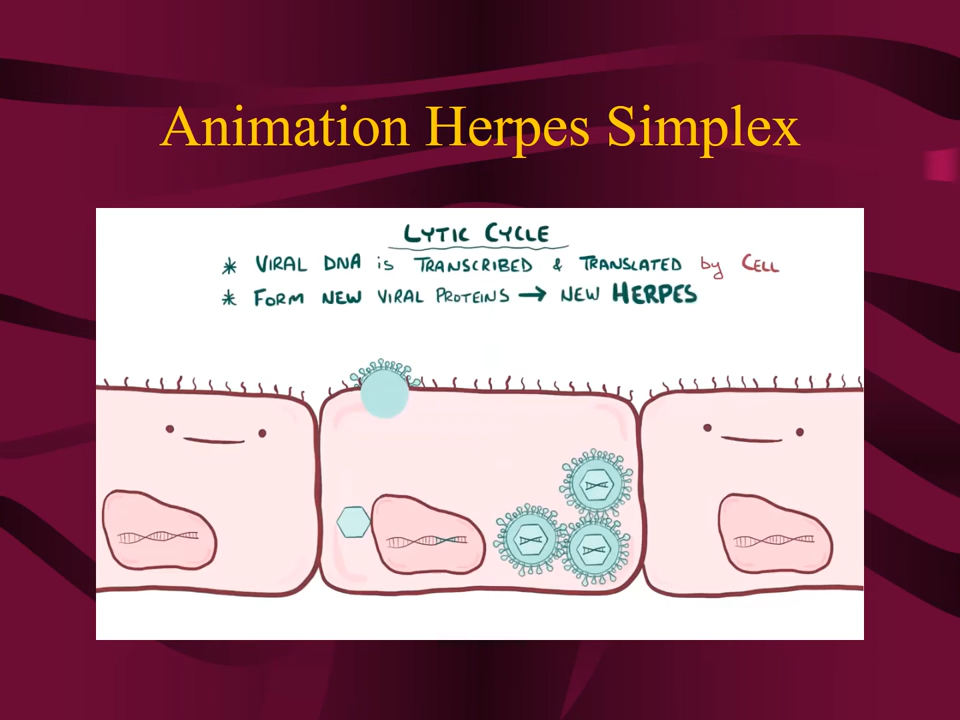 Animation Herpes Simplex
LYTIC CYCLE
* VIRAL DNA is TRANSCRIBED & TRANSLATED by CELL
* FORM NEW VIRAL PROTEINS → NEW HERPES